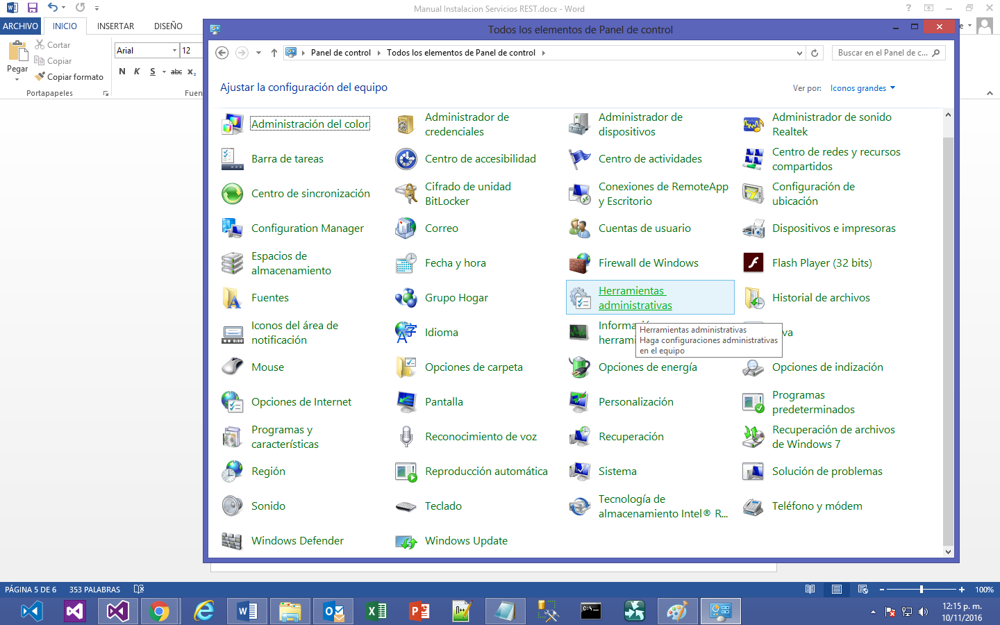 Manual Instalacion Servicios REST.docx - Word
ARCHIVO INICIO INSERTAR DISEÑO
Pegar
Cortar
Copiar
Copiar formato
Portapapeles
Arial 12
N K S abc x₂
Fuen
Todos los elementos de Panel de control
Panel de control Todos los elementos de Panel de control
Buscar en el Panel de c...
Ajustar la configuración del equipo
Ver por: Iconos grandes
Administración del color
Administrador de
credenciales
Administrador de
dispositivos
Administrador de sonido
Realtek
Barra de tareas
Centro de accesibilidad
Centro de actividades
Centro de redes y recursos
compartidos
Centro de sincronización
Cifrado de unidad
BitLocker
Conexiones de RemoteApp
y Escritorio
Configuración de
ubicación
Configuration Manager
Correo
Cuentas de usuario
Dispositivos e impresoras
Espacios de
almacenamiento
Fecha y hora
Firewall de Windows
Flash Player (32 bits)
Fuentes
Grupo Hogar
Herramientas
administrativas
Historial de archivos
Iconos del área de
notificación
Idioma
Herramientas administrativas
Haga configuraciones administrativas
en el equipo
Mouse
Opciones de carpeta
Opciones de energía
Opciones de indización
Opciones de Internet
Pantalla
Personalización
Programas
predeterminados
Programas y
características
Reconocimiento de voz
Recuperación
Recuperación de archivos
de Windows 7
Región
Reproducción automática
Sistema
Solución de problemas
Sonido
Teclado
Tecnología de
almacenamiento Intel® R...
Teléfono y módem
Windows Defender
Windows Update
PÁGINA 5 DE 6 353 PALABRAS
100%
12:15 p. m.
10/11/2016